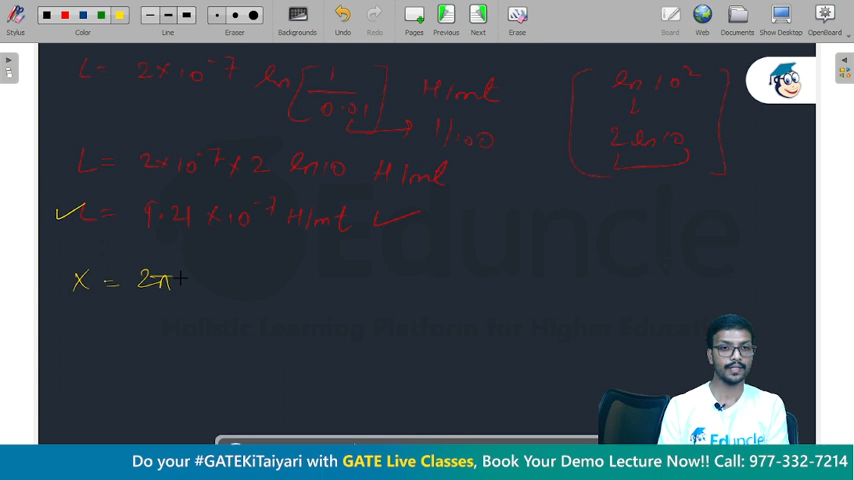 Stylus
Color
Line
Eraser
Backgrounds
Undo
Redo
Pages
Previous
Next
Erase
Board
Web
Documents
Show Desktop
OpenBoard
L = 2×10⁻⁷ ln [1/0.01] H/mt
1/100
[ln 10²
↓
2 ln 10]
L = 2×10⁻⁷ × 2 ln10 H/mt
✓ L = 9.21 × 10⁻⁷ H/mt ✓
X = 2π
Eduncle
Holistic Learning Platform for Higher Education
Eduncle
Do your #GATEKiTaiyari with GATE Live Classes, Book Your Demo Lecture Now!! Call: 977-332-7214